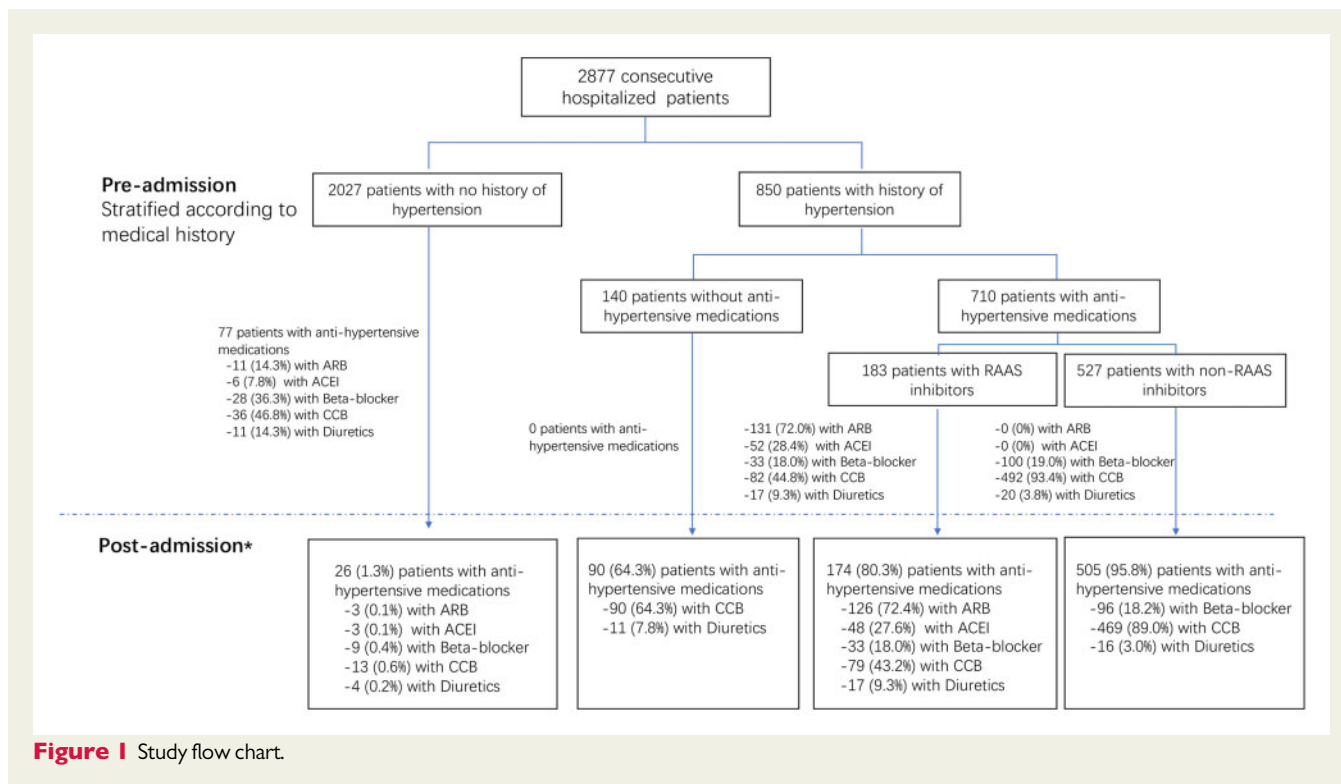 2877 consecutive
hospitalized patients
Pre-admission
Stratified according to
medical history
2027 patients with no history of
hypertension
850 patients with history of
hypertension
140 patients without anti-
hypertensive medications
710 patients with anti-
hypertensive medications
77 patients with anti-hypertensive
medications
-11 (14.3%) with ARB
-6 (7.8%) with ACEI
-28 (36.3%) with Beta-blocker
-36 (46.8%) with CCB
-11 (14.3%) with Diuretics
183 patients with RAAS
inhibitors
527 patients with non-RAAS
inhibitors
0 patients with anti-
hypertensive medications
-131 (72.0%) with ARB
-52 (28.4%) with ACEI
-33 (18.0%) with Beta-blocker
-82 (44.8%) with CCB
-17 (9.3%) with Diuretics
-0 (0%) with ARB
-0 (0%) with ACEI
-100 (19.0%) with Beta-blocker
-492 (93.4%) with CCB
-20 (3.8%) with Diuretics
Post-admission*
26 (1.3%) patients with anti-
hypertensive medications
-3 (0.1%) with ARB
-3 (0.1%) with ACEI
-9 (0.4%) with Beta-blocker
-13 (0.6%) with CCB
-4 (0.2%) with Diuretics
90 (64.3%) patients with anti-
hypertensive medications
-90 (64.3%) with CCB
-11 (7.8%) with Diuretics
174 (80.3%) patients with anti-
hypertensive medications
-126 (72.4%) with ARB
-48 (27.6%) with ACEI
-33 (18.0%) with Beta-blocker
-79 (43.2%) with CCB
-17 (9.3%) with Diuretics
505 (95.8%) patients with anti-
hypertensive medications
-96 (18.2%) with Beta-blocker
-469 (89.0%) with CCB
-16 (3.0%) with Diuretics
Figure 1 Study flow chart.